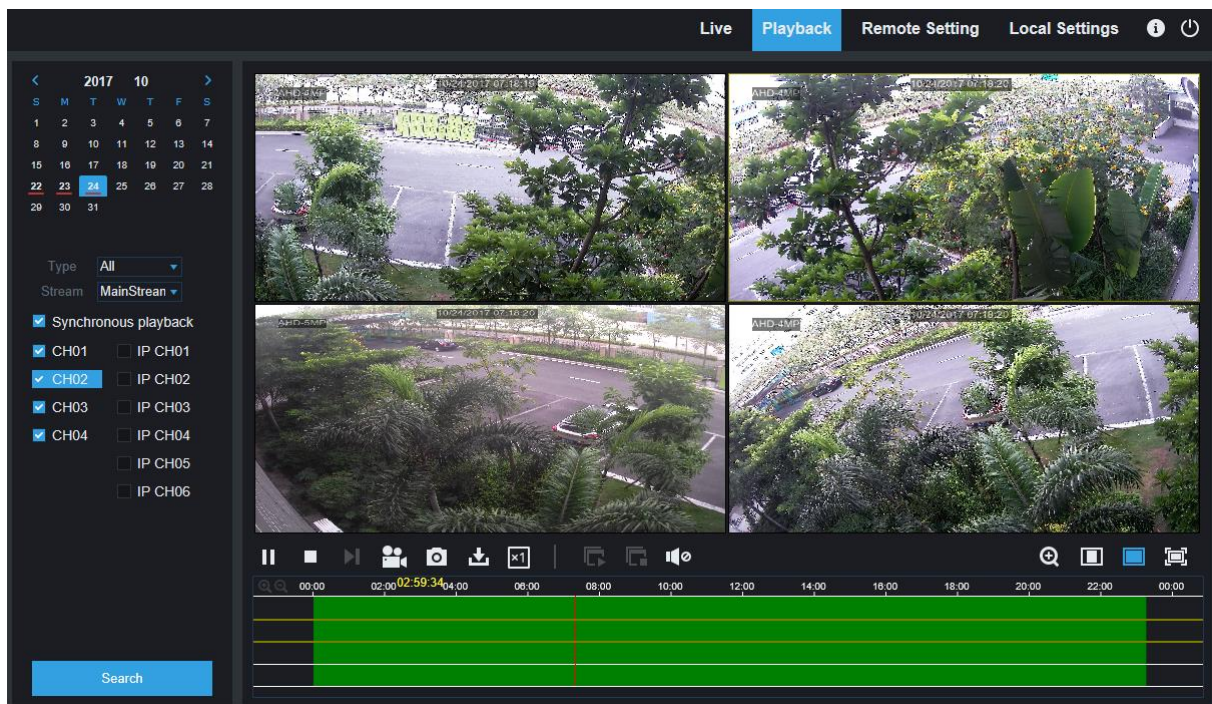 Live Playback Remote Setting Local Settings
2017 10
S M T W T F S
1 2 3 4 5 6 7
8 9 10 11 12 13 14
15 16 17 18 19 20 21
22 23 24 25 26 27 28
29 30 31
Type All
Stream MainStrean
Synchronous playback
CH01 IP CH01
CH02 IP CH02
CH03 IP CH03
CH04 IP CH04
IP CH05
IP CH06
Search
AHD-4MP 10/24/2017 07:18:19
AHD-4MP 10/24/2017 07:18:20
AHD-5MP 10/24/2017 07:18:20
AHD-4MP 10/24/2017 07:18:20
×1
00:00 02:00 02:59:34 04:00 06:00 08:00 10:00 12:00 14:00 16:00 18:00 20:00 22:00 00:00